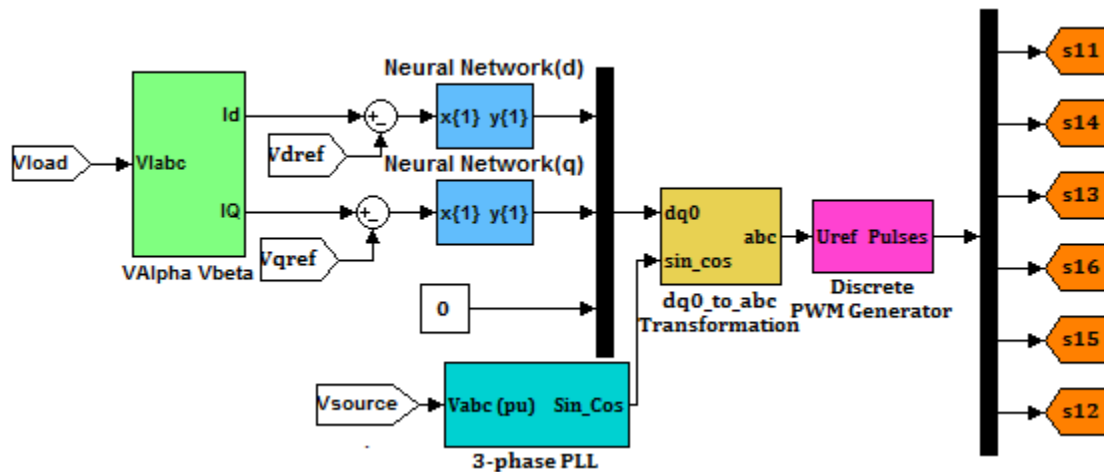 Neural Network(d)
Id
+
-
x{1} y{1}
Vload
VIabc
Vdref
Neural Network(q)
IQ
+
-
x{1} y{1}
Vqref
VAlpha Vbeta
0
dq0
abc
sin_cos
dq0_to_abc
Transformation
Uref Pulses
Discrete
PWM Generator
Vsource
Vabc (pu) Sin_Cos
3-phase PLL
s11
s14
s13
s16
s15
s12